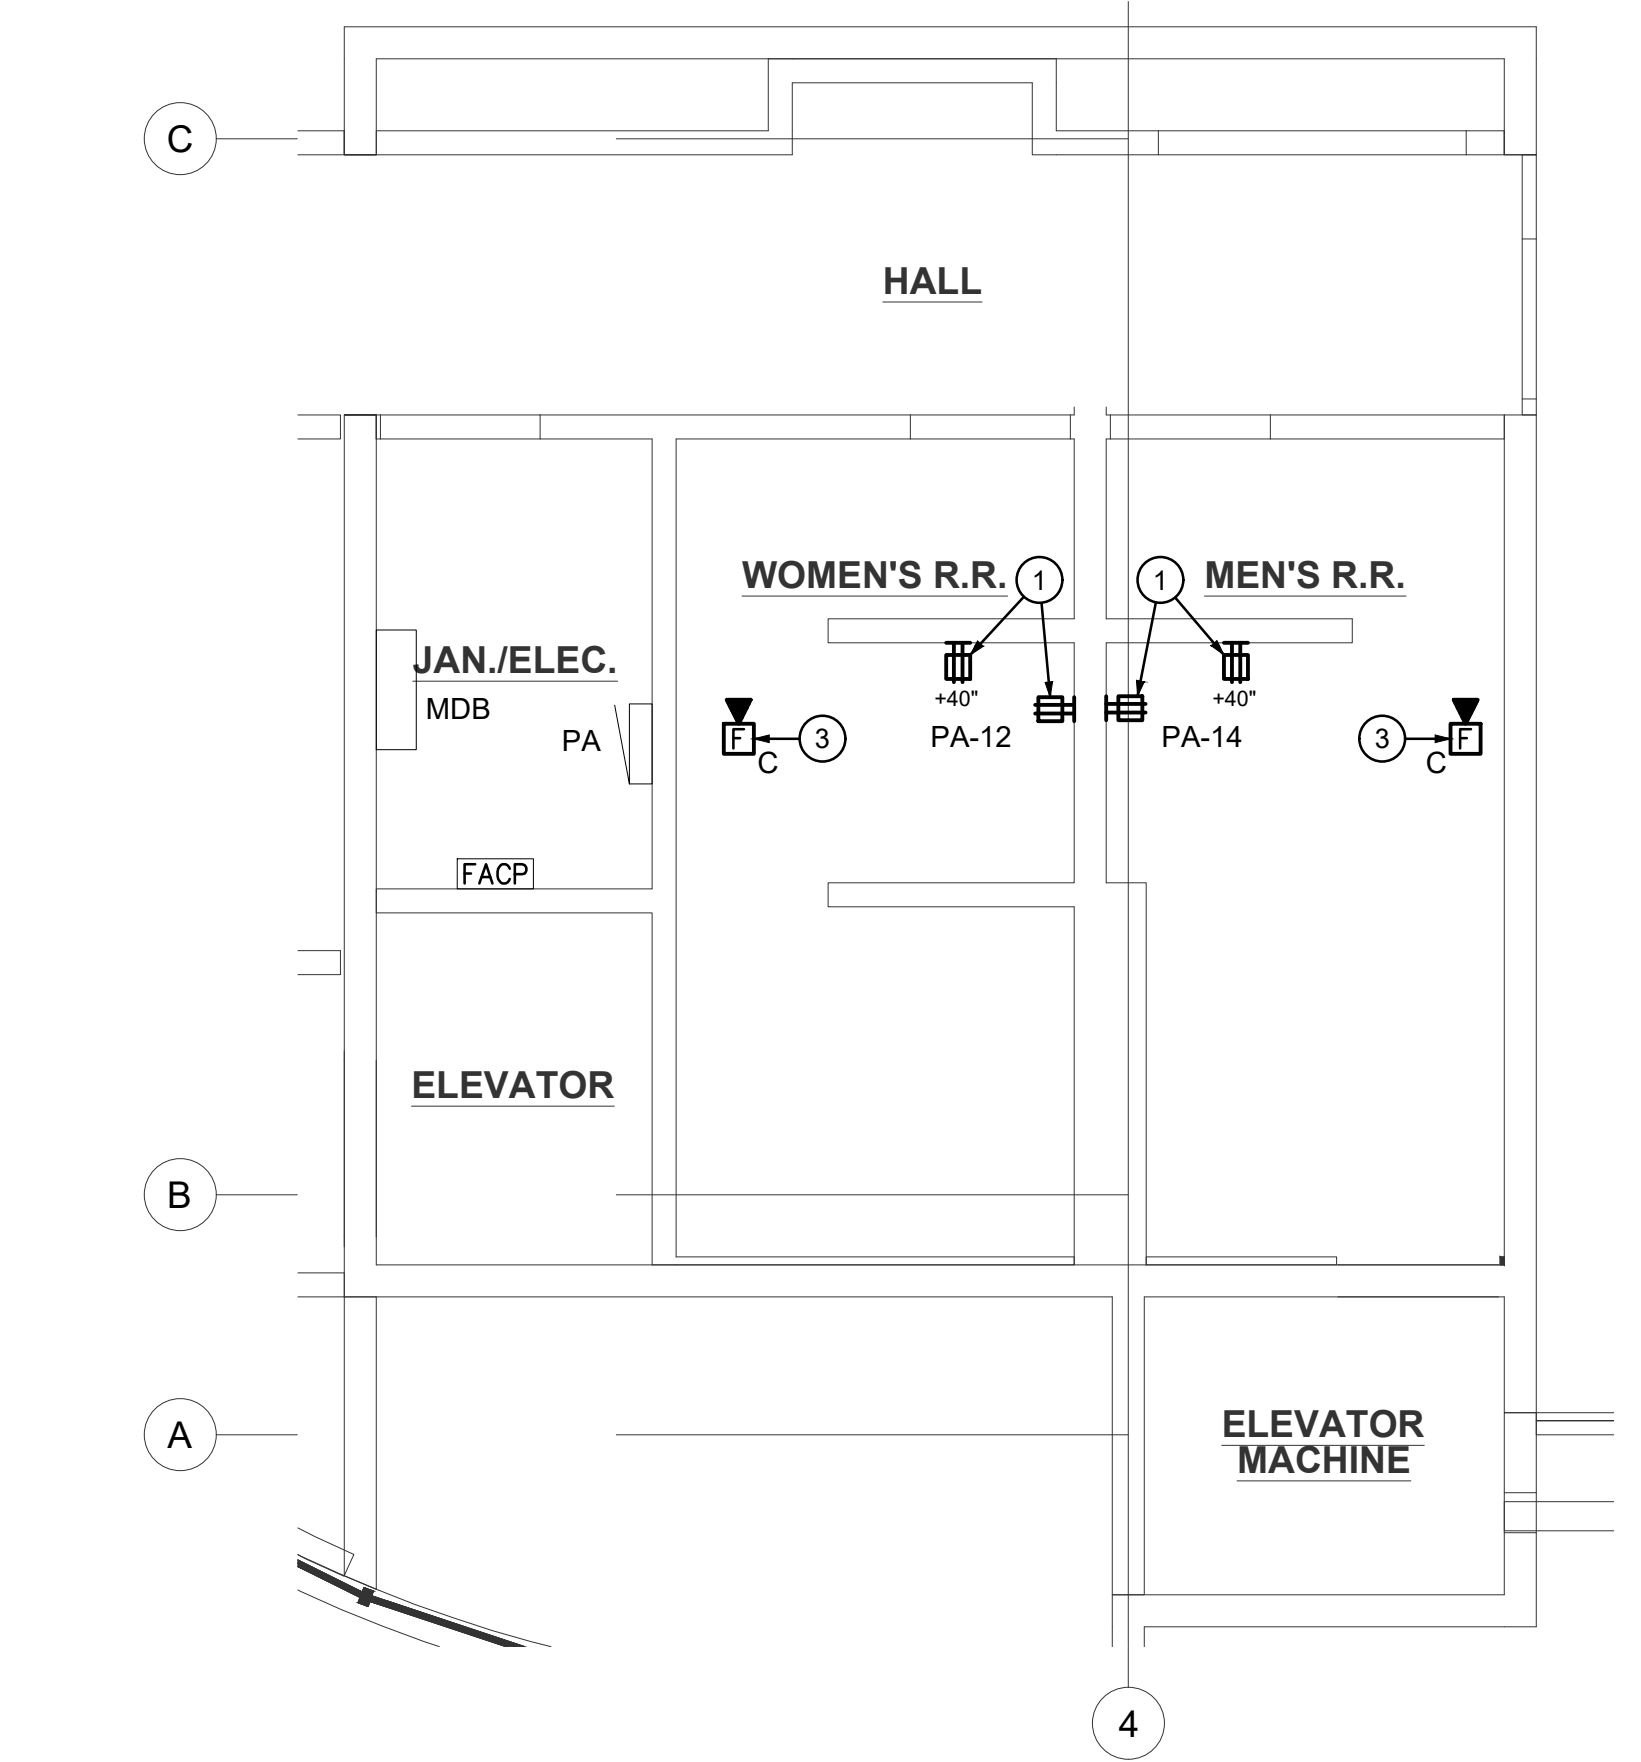 C
HALL
WOMEN'S R.R.
1
1
MEN'S R.R.
JAN./ELEC.
MDB
PA
+40"
+40"
PA-12
PA-14
F
C
3
3
F
C
FACP
ELEVATOR
B
A
ELEVATOR
MACHINE
4